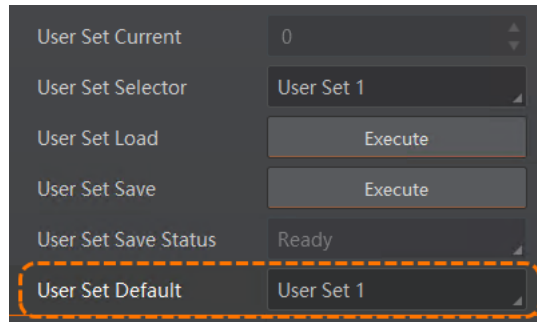 User Set Current 0
User Set Selector User Set 1
User Set Load Execute
User Set Save Execute
User Set Save Status Ready
User Set Default User Set 1